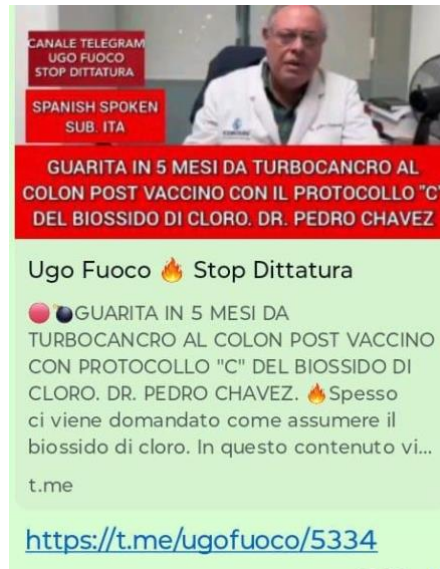 CANALE TELEGRAM
UGO FUOCO
STOP DITTATURA
SPANISH SPOKEN
SUB. ITA
GUARITA IN 5 MESI DA TURBOCANCRO AL
COLON POST VACCINO CON IL PROTOCOLLO "C"
DEL BIOSSIDO DI CLORO. DR. PEDRO CHAVEZ
Ugo Fuoco 🔥 Stop Dittatura
🔴💣GUARITA IN 5 MESI DA
TURBOCANCRO AL COLON POST VACCINO
CON PROTOCOLLO "C" DEL BIOSSIDO DI
CLORO. DR. PEDRO CHAVEZ. 🔥Spesso
ci viene domandato come assumere il
biossido di cloro. In questo contenuto vi...
t.me
https://t.me/ugofuoco/5334